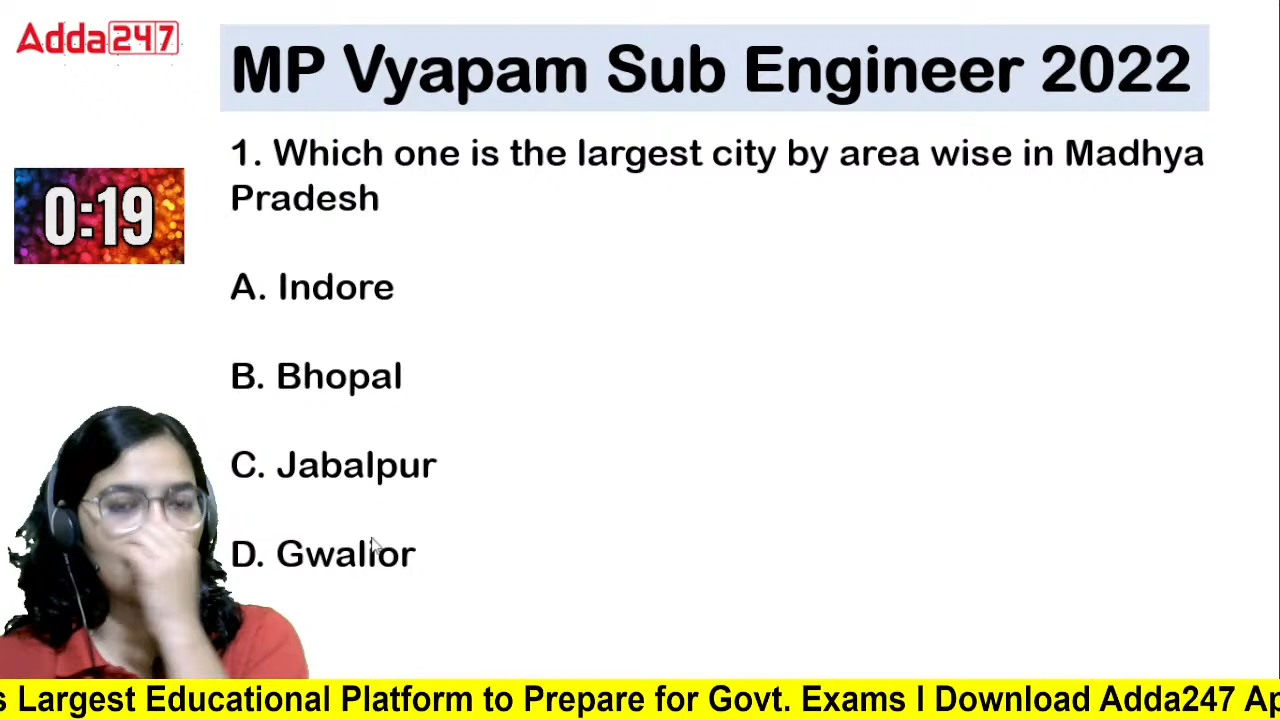 Adda247
MP Vyapam Sub Engineer 2022
1. Which one is the largest city by area wise in Madhya
Pradesh
0:19
A. Indore
B. Bhopal
C. Jabalpur
D. Gwalior
s Largest Educational Platform to Prepare for Govt. Exams I Download Adda247 Ap